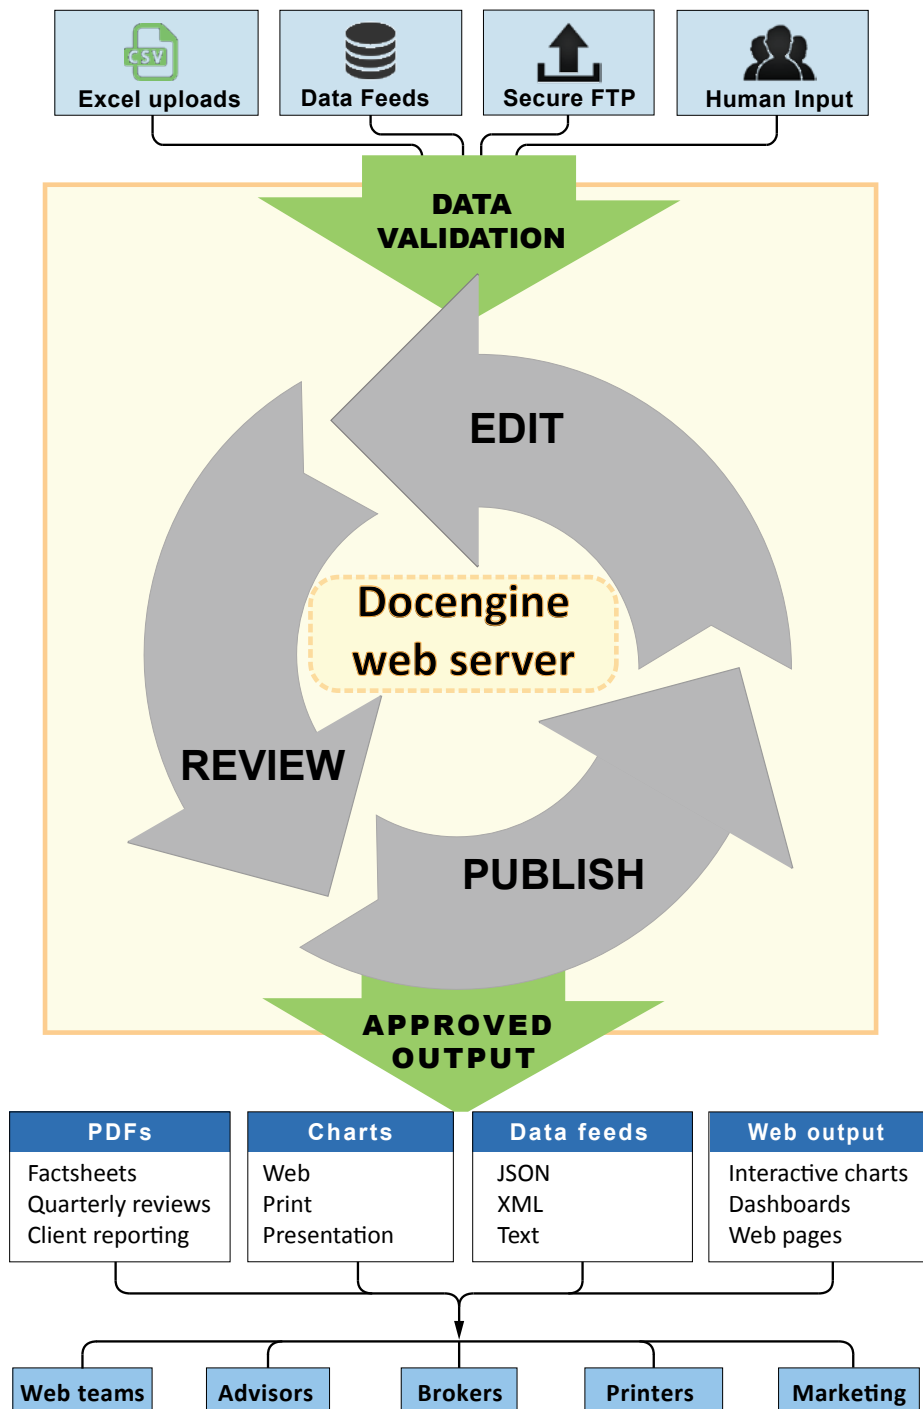 CSV
Excel uploads
Data Feeds
Secure FTP
Human Input
DATA
VALIDATION
EDIT
Docengine
web server
REVIEW
PUBLISH
APPROVED
OUTPUT
PDFs
Factsheets
Quarterly reviews
Client reporting
Charts
Web
Print
Presentation
Data feeds
JSON
XML
Text
Web output
Interactive charts
Dashboards
Web pages
Web teams
Advisors
Brokers
Printers
Marketing